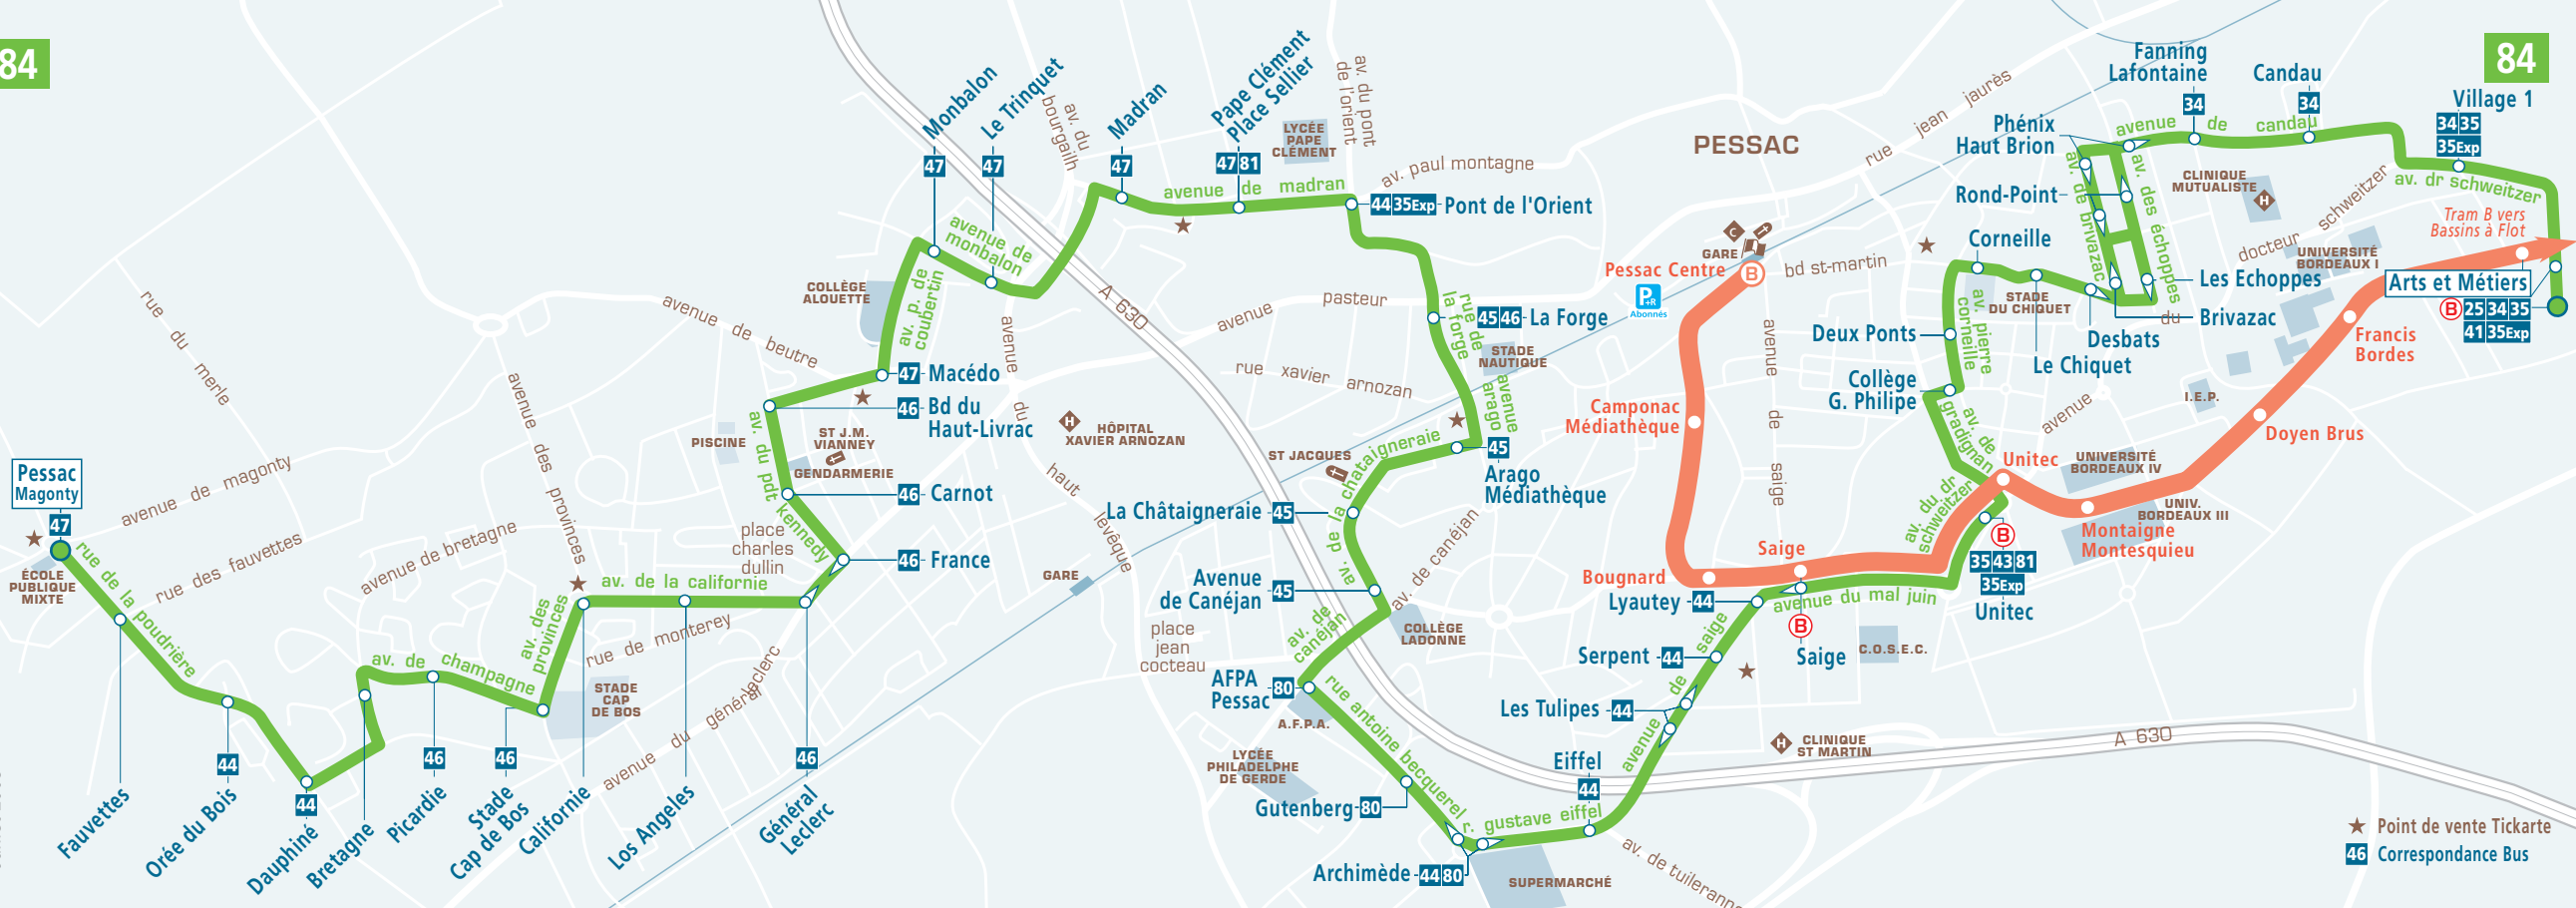 84
84
Pessac
Magonty
47
ÉCOLE
PUBLIQUE
MIXTE
rue du merle
avenue de magonty
rue des fauvettes
avenue de bretagne
avenue des provinces
avenue de beutre
rue de la poudrière
Fauvettes
44
Orée du Bois
44
Dauphiné
Bretagne
av. de champagne
46
Picardie
46
Stade
Cap de Bos
av. des
provinces
Californie
STADE
CAP
DE BOS
av. de la californie
rue de monterey
Los Angeles
46
Général
Leclerc
avenue du général leclerc
place
charles
dullin
46 France
av. du pdt kennedy
46 Carnot
PISCINE
ST J.M.
VIANNEY
GENDARMERIE
46 Bd du
Haut-Livrac
47 Macédo
COLLÈGE
ALOUETTE
av. p. de
coubertin
Monbalon
47
Le Trinquet
47
avenue de
monbalon
av. du
bourgailh
avenue du haut levêque
HÔPITAL
XAVIER ARNOZAN
GARE
A 630
Madran
47
avenue de madran
Pape Clément
Place Sellier
47 81
LYCÉE
PAPE
CLÉMENT
av. du pont
de l'orient
av. paul montagne
44 35Exp Pont de l'Orient
avenue pasteur
rue xavier arnozan
rue de
la forge
45 46 La Forge
STADE
NAUTIQUE
avenue
arago
45
Arago
Médiathèque
ST JACQUES
av. de la chataigneraie
La Châtaigneraie 45
Avenue
de Canéjan 45
av. de canéjan
COLLÈGE
LADONNE
place
jean
cocteau
av. de
canéjan
AFPA
Pessac 80
A.F.P.A.
LYCÉE
PHILADELPHE
DE GERDE
rue antoine becquerel
Gutenberg 80
Archimède 44 80
r. gustave eiffel
SUPERMARCHÉ
Eiffel
44
av. de tuileranne
avenue de saige
Les Tulipes 44
Serpent 44
Lyautey 44
CLINIQUE
ST MARTIN
A 630
PESSAC
rue jean jaurès
GARE
C
Pessac Centre B
P+R
Abonnés
bd st-martin
Camponac
Médiathèque
avenue de saige
Bougnard
Saige
avenue du mal juin
B
Saige
C.O.S.E.C.
av. du dr
schweitzer
Unitec
B
35 43 81
35Exp
Unitec
av. de
gradignan
Collège
G. Philipe
Deux Ponts
av. pierre
corneille
Corneille
STADE
DU CHIQUET
Le Chiquet
Desbats
Brivazac
Les Echoppes
Rond-Point
Phénix
Haut Brion
av. de brivazac
av. des échoppes
Fanning
Lafontaine
34
avenue de candau
Candau
34
Village 1
34 35
35Exp
av. dr schweitzer
CLINIQUE
MUTUALISTE
H
avenue du docteur schweitzer
UNIVERSITÉ
BORDEAUX I
Tram B vers
Bassins à Flot
Arts et Métiers
B 25 34 35
41 35Exp
Francis
Bordes
I.E.P.
Doyen Brus
UNIVERSITÉ
BORDEAUX IV
UNIV.
BORDEAUX III
Montaigne
Montesquieu
Point de vente Tickarte
46 Correspondance Bus